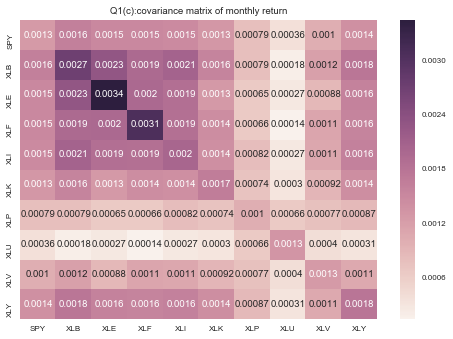 Q1(c):covariance matrix of monthly return
SPY 0.0013 0.0016 0.0015 0.0015 0.0015 0.0013 0.00079 0.00036 0.001 0.0014
XLB 0.0016 0.0027 0.0023 0.0019 0.0021 0.0016 0.00079 0.00018 0.0012 0.0018
XLE 0.0015 0.0023 0.0034 0.002 0.0019 0.0013 0.00065 0.00027 0.00088 0.0016
XLF 0.0015 0.0019 0.002 0.0031 0.0019 0.0014 0.00066 0.00014 0.0011 0.0016
XLI 0.0015 0.0021 0.0019 0.0019 0.002 0.0014 0.00082 0.00027 0.0011 0.0016
XLK 0.0013 0.0016 0.0013 0.0014 0.0014 0.0017 0.00074 0.0003 0.00092 0.0014
XLP 0.00079 0.00079 0.00065 0.00066 0.00082 0.00074 0.001 0.00066 0.00077 0.00087
XLU 0.00036 0.00018 0.00027 0.00014 0.00027 0.0003 0.00066 0.0013 0.0004 0.00031
XLV 0.001 0.0012 0.00088 0.0011 0.0011 0.00092 0.00077 0.0004 0.0013 0.0011
XLY 0.0014 0.0018 0.0016 0.0016 0.0016 0.0014 0.00087 0.00031 0.0011 0.0018
SPY XLB XLE XLF XLI XLK XLP XLU XLV XLY
0.0030
0.0024
0.0018
0.0012
0.0006